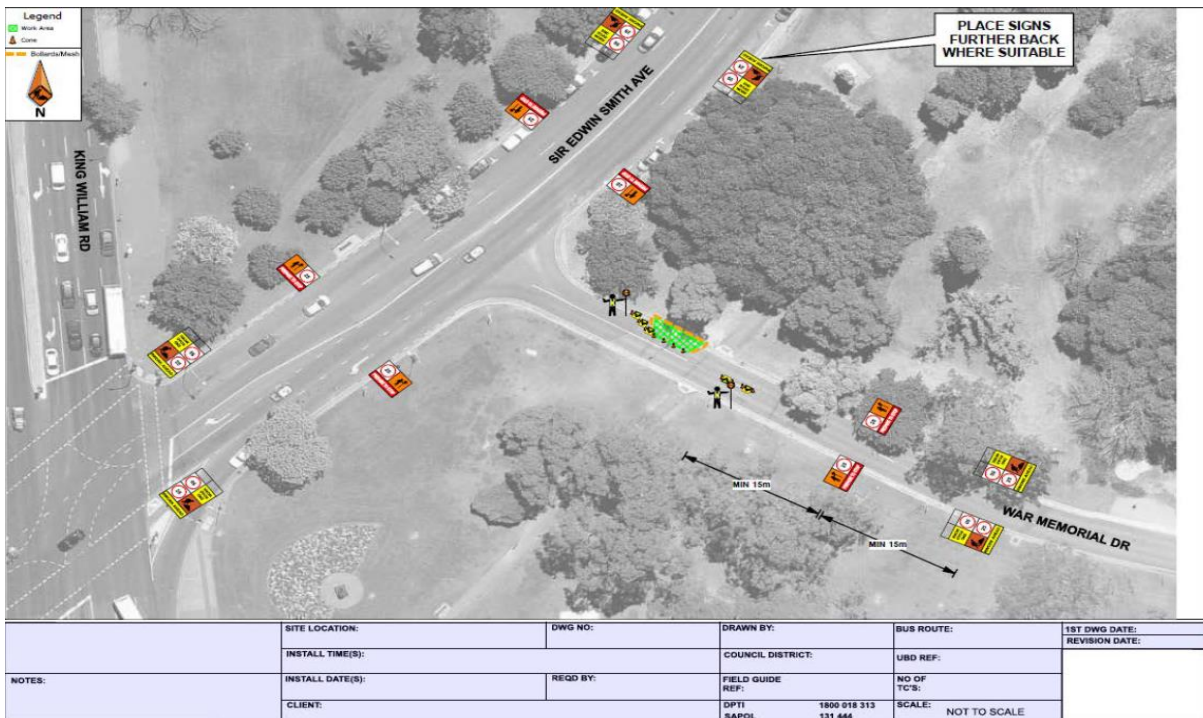 Legend
Work Area
Cone
Bollards/Mesh
N
PLACE SIGNS
FURTHER BACK
WHERE SUITABLE
KING WILLIAM RD
SIR EDWIN SMITH AVE
MIN 15m
MIN 15m
WAR MEMORIAL DR
SITE LOCATION:
DWG NO:
DRAWN BY:
BUS ROUTE:
1ST DWG DATE:
REVISION DATE:
INSTALL TIME(S):
COUNCIL DISTRICT:
UBD REF:
NOTES:
INSTALL DATE(S):
REQD BY:
FIELD GUIDE
REF:
NO OF
TC'S:
CLIENT:
DPTI 1800 018 313
SAPOL 131 444
SCALE: NOT TO SCALE